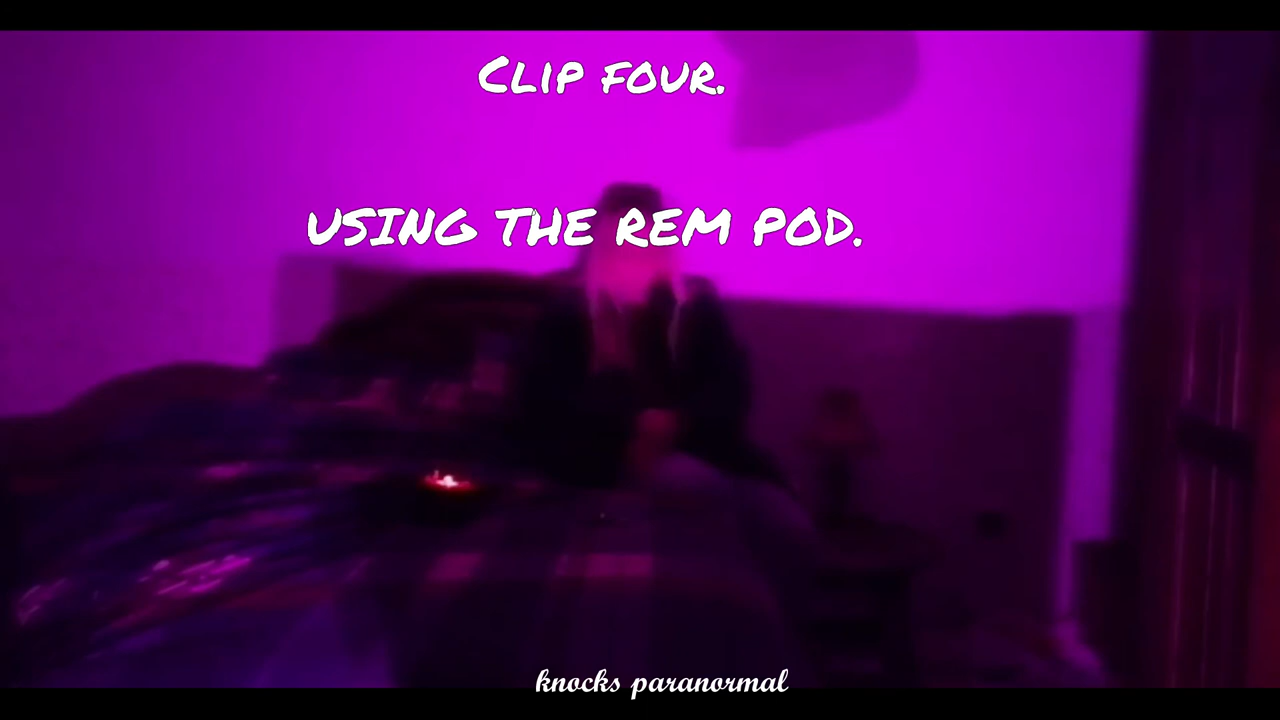 CLIP FOUR.
USING THE REM POD.
knocks paranormal